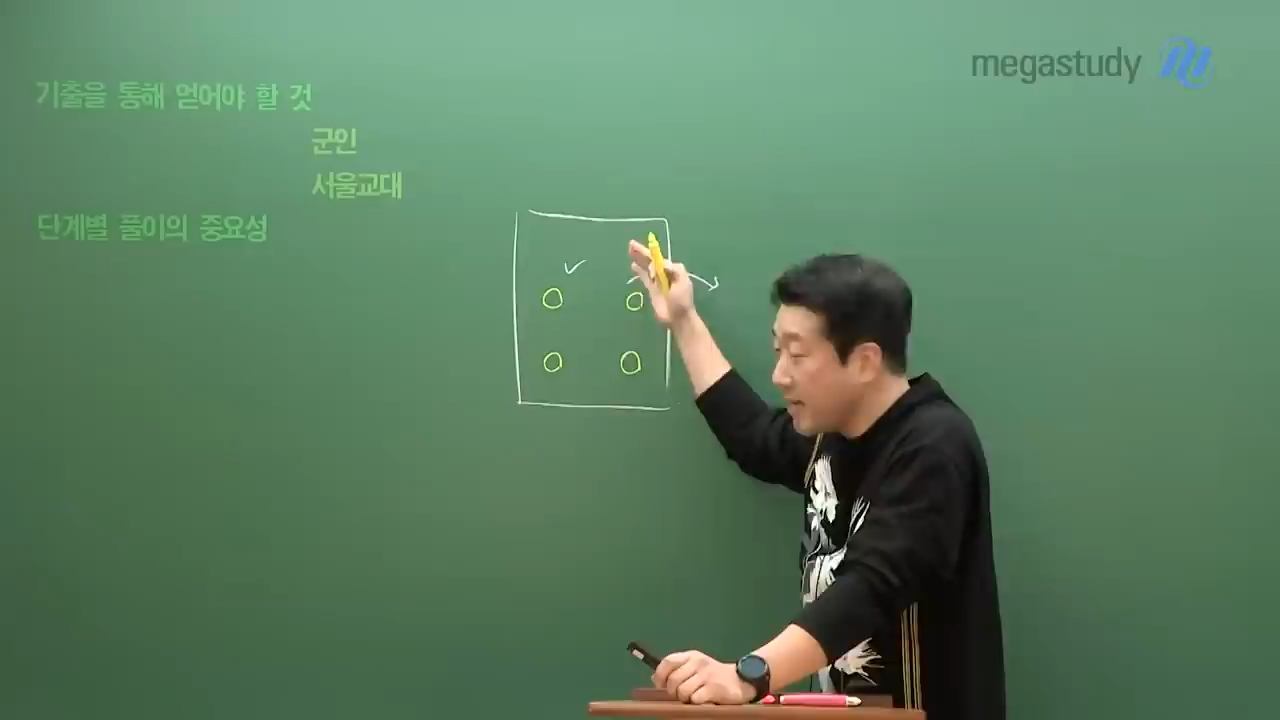 megastudy
기출을 통해 얻어야 할 것
군인
서울교대
단계별 풀이의 중요성